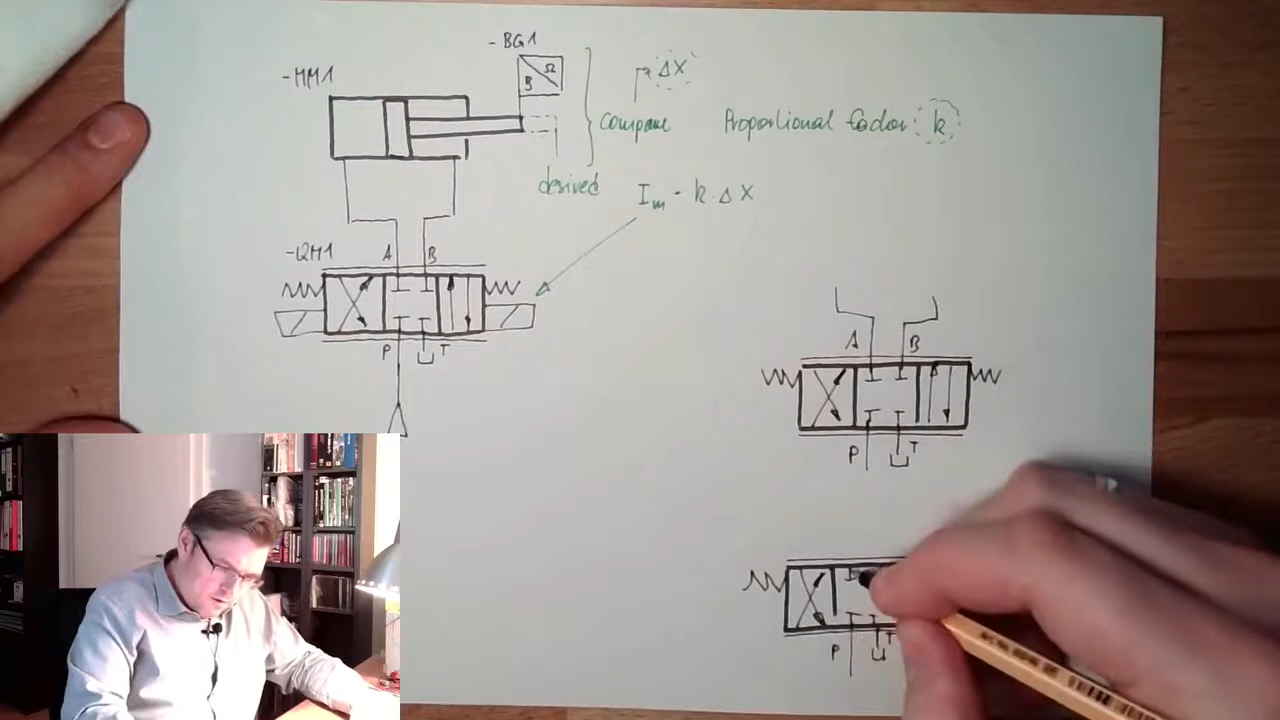 -BG1
-MM1
Ω
B
ΔX
Compare
Proportional factor k
desired
I_m = k · ΔX
-QM1
A B
P T
A B
P T
P T